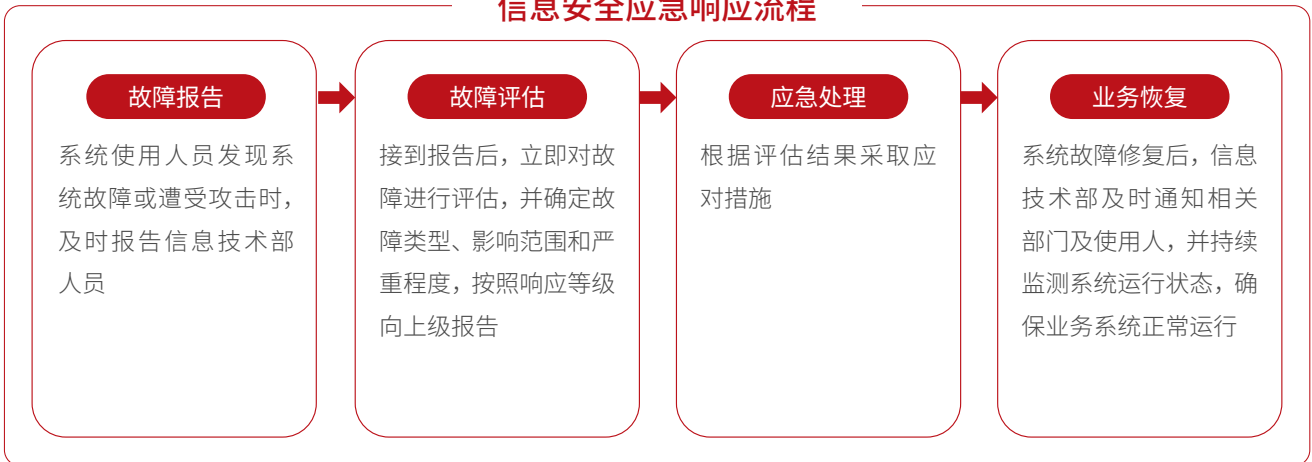 信息安全应急响应流程
故障报告
系统使用人员发现系
统故障或遭受攻击时，
及时报告信息技术部
人员
故障评估
接到报告后，立即对故
障进行评估，并确定故
障类型、影响范围和严
重程度，按照响应等级
向上级报告
应急处理
根据评估结果采取应
对措施
业务恢复
系统故障修复后，信息
技术部及时通知相关
部门及使用人，并持续
监测系统运行状态，确
保业务系统正常运行